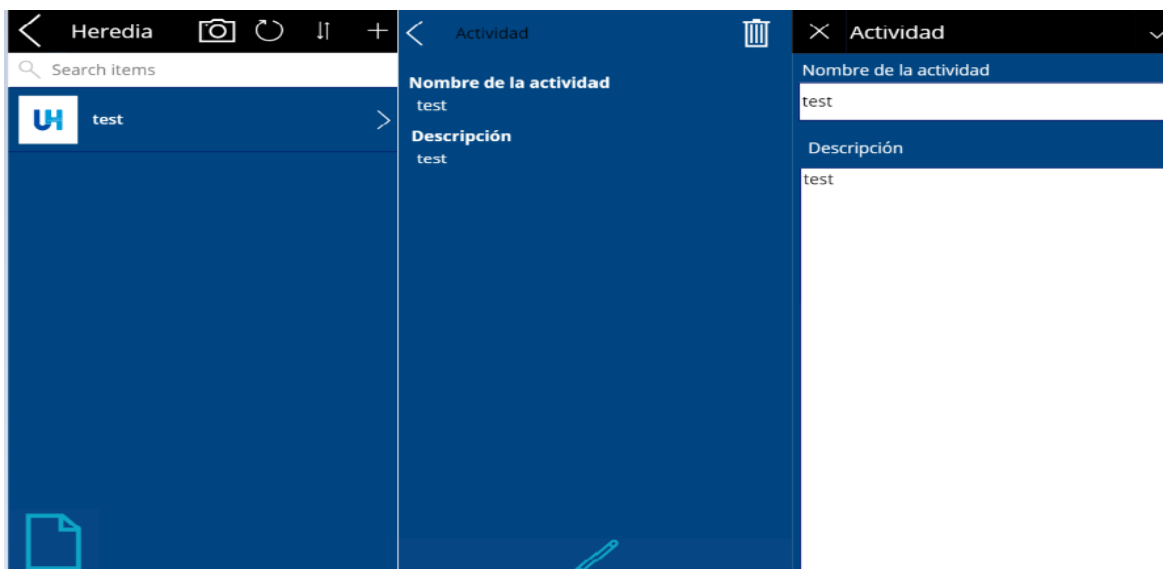 Heredia
Search items
UH test
Actividad
Nombre de la actividad
test
Descripción
test
Actividad
Nombre de la actividad
test
Descripción
test